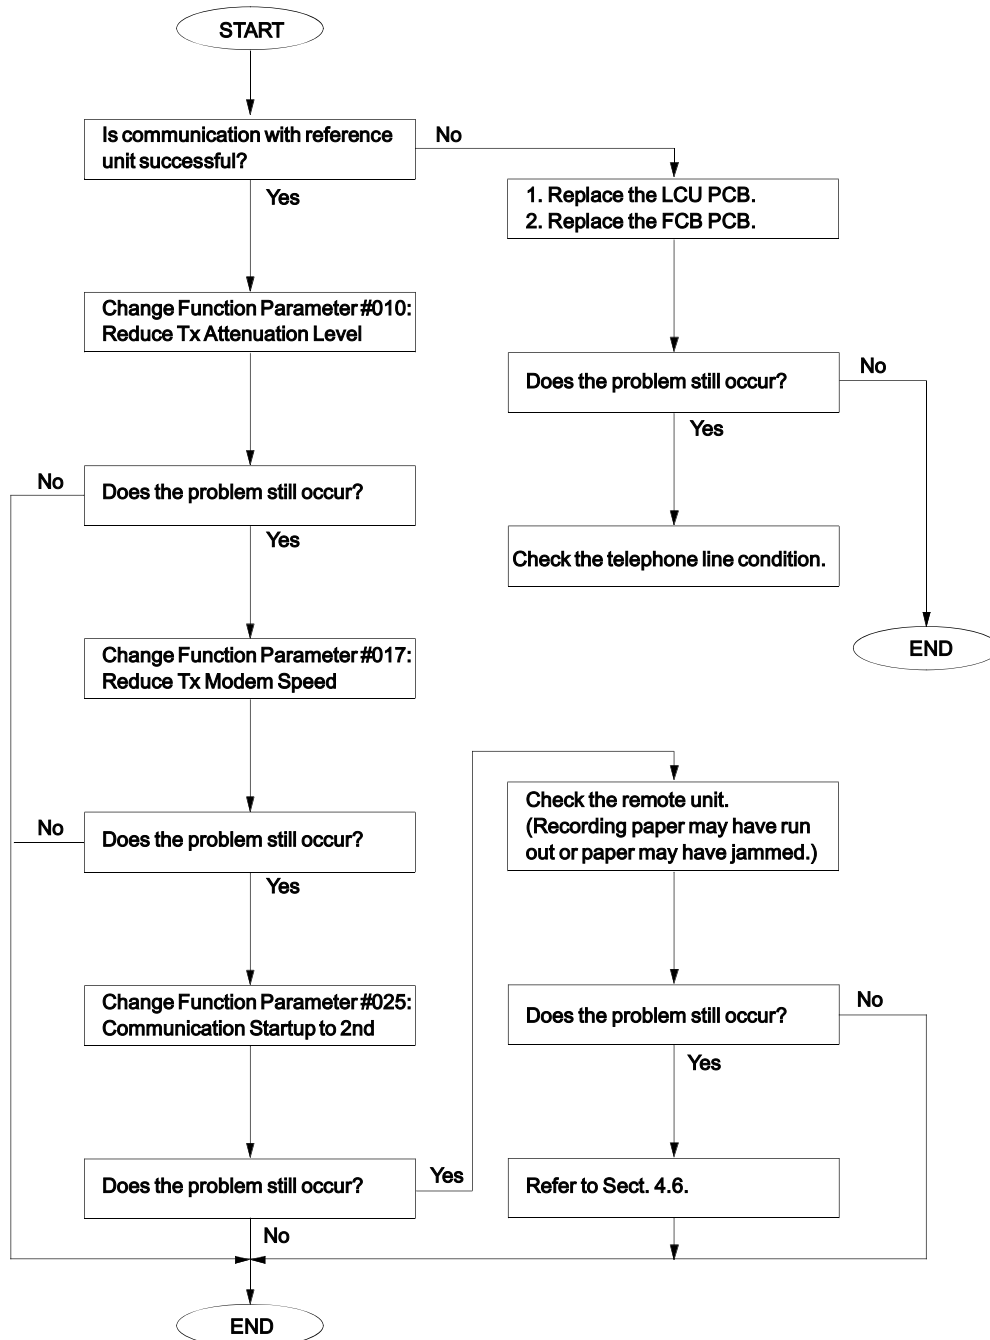 START
Is communication with reference
unit successful?
No
Yes
1. Replace the LCU PCB.
2. Replace the FCB PCB.
Change Function Parameter #010:
Reduce Tx Attenuation Level
Does the problem still occur?
No
Yes
Check the telephone line condition.
END
No
Does the problem still occur?
Yes
Change Function Parameter #017:
Reduce Tx Modem Speed
No
Does the problem still occur?
Yes
Change Function Parameter #025:
Communication Startup to 2nd
Does the problem still occur?
Yes
No
Check the remote unit.
(Recording paper may have run
out or paper may have jammed.)
Does the problem still occur?
No
Yes
Refer to Sect. 4.6.
END